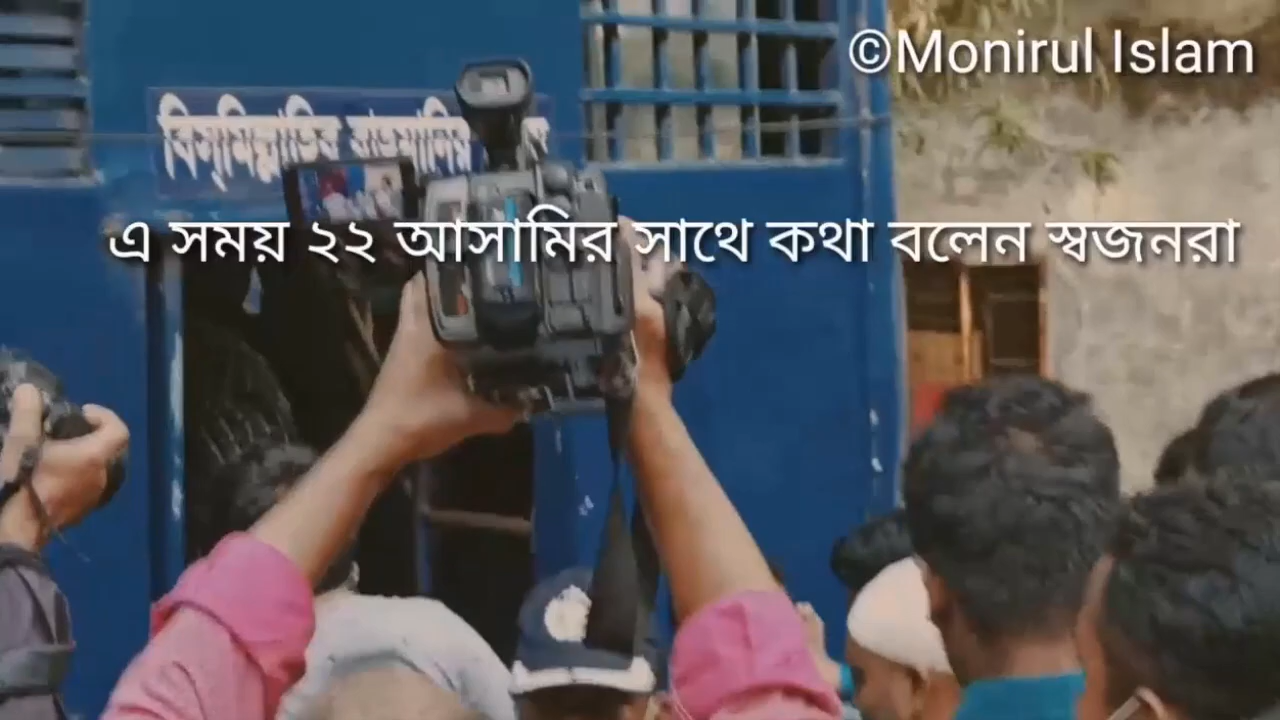 ©Monirul Islam
এ সময় ২২ আসামির সাথে কথা বলেন স্বজনরা